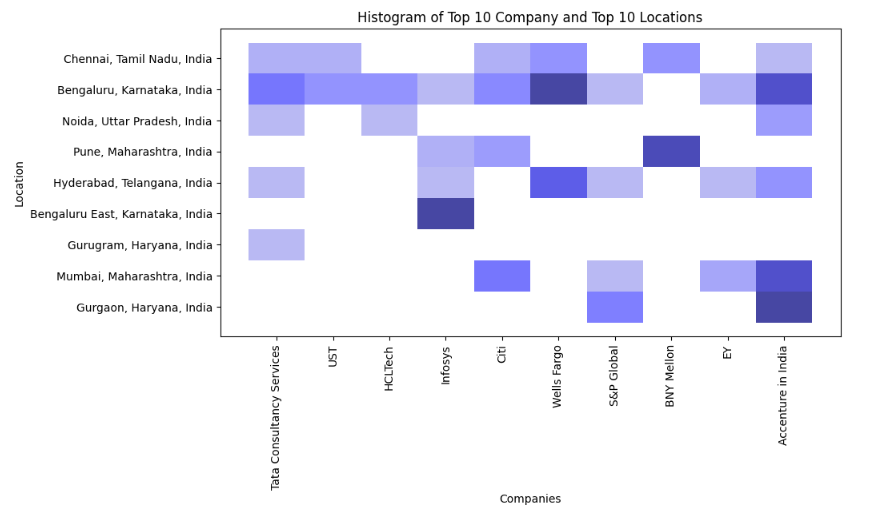 Histogram of Top 10 Company and Top 10 Locations
Location
Chennai, Tamil Nadu, India
Bengaluru, Karnataka, India
Noida, Uttar Pradesh, India
Pune, Maharashtra, India
Hyderabad, Telangana, India
Bengaluru East, Karnataka, India
Gurugram, Haryana, India
Mumbai, Maharashtra, India
Gurgaon, Haryana, India
Tata Consultancy Services
UST
HCLTech
Infosys
Citi
Wells Fargo
S&P Global
BNY Mellon
EY
Accenture in India
Companies